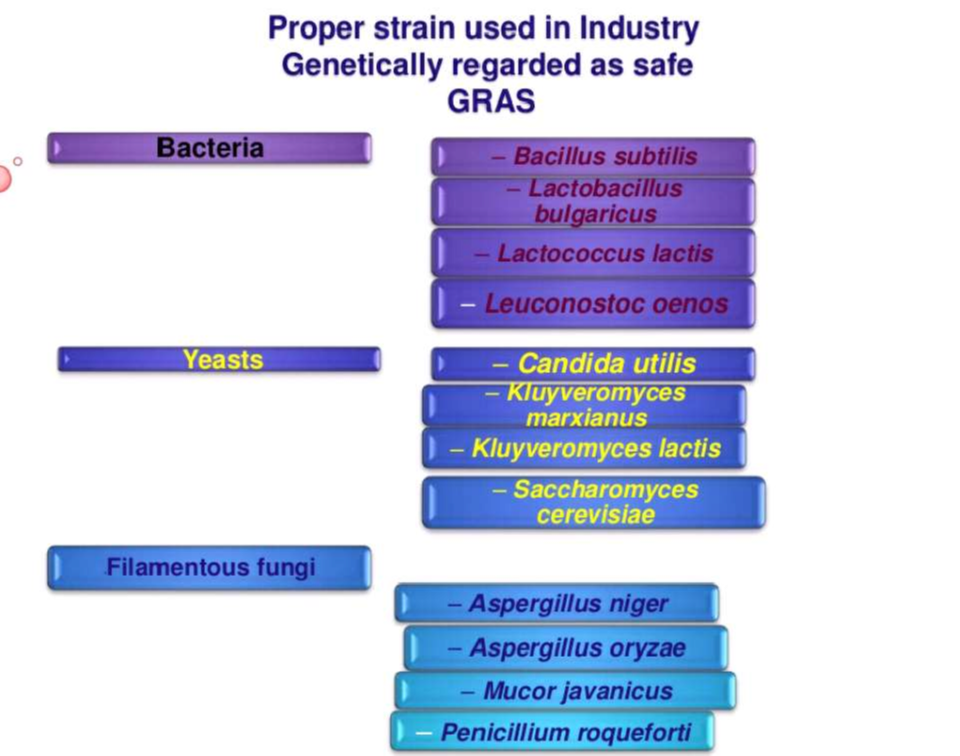 Proper strain used in Industry
Genetically regarded as safe
GRAS
Bacteria
– Bacillus subtilis
– Lactobacillus
bulgaricus
– Lactococcus lactis
– Leuconostoc oenos
Yeasts
– Candida utilis
– Kluyveromyces
marxianus
– Kluyveromyces lactis
– Saccharomyces
cerevisiae
Filamentous fungi
– Aspergillus niger
– Aspergillus oryzae
– Mucor javanicus
– Penicillium roqueforti